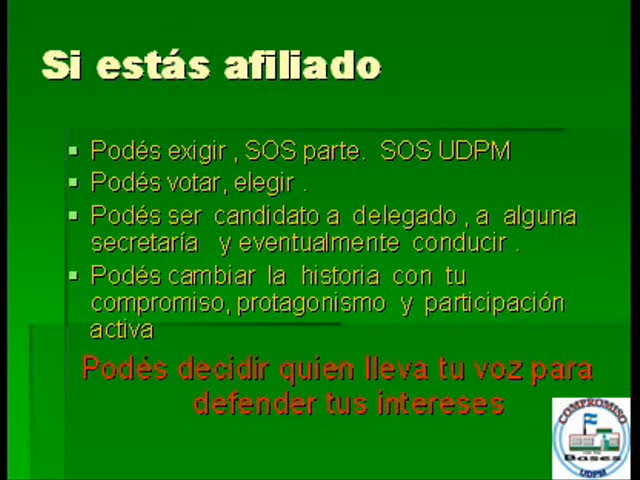 Si estás afiliado
Podés exigir , SOS parte. SOS UDPM
Podés votar, elegir .
Podés ser candidato a delegado , a alguna
secretaría y eventualmente conducir .
Podés cambiar la historia con tu
compromiso, protagonismo y participación
activa
Podés decidir quien lleva tu voz para
defender tus intereses
COMPROMISO
Bases
UDPM